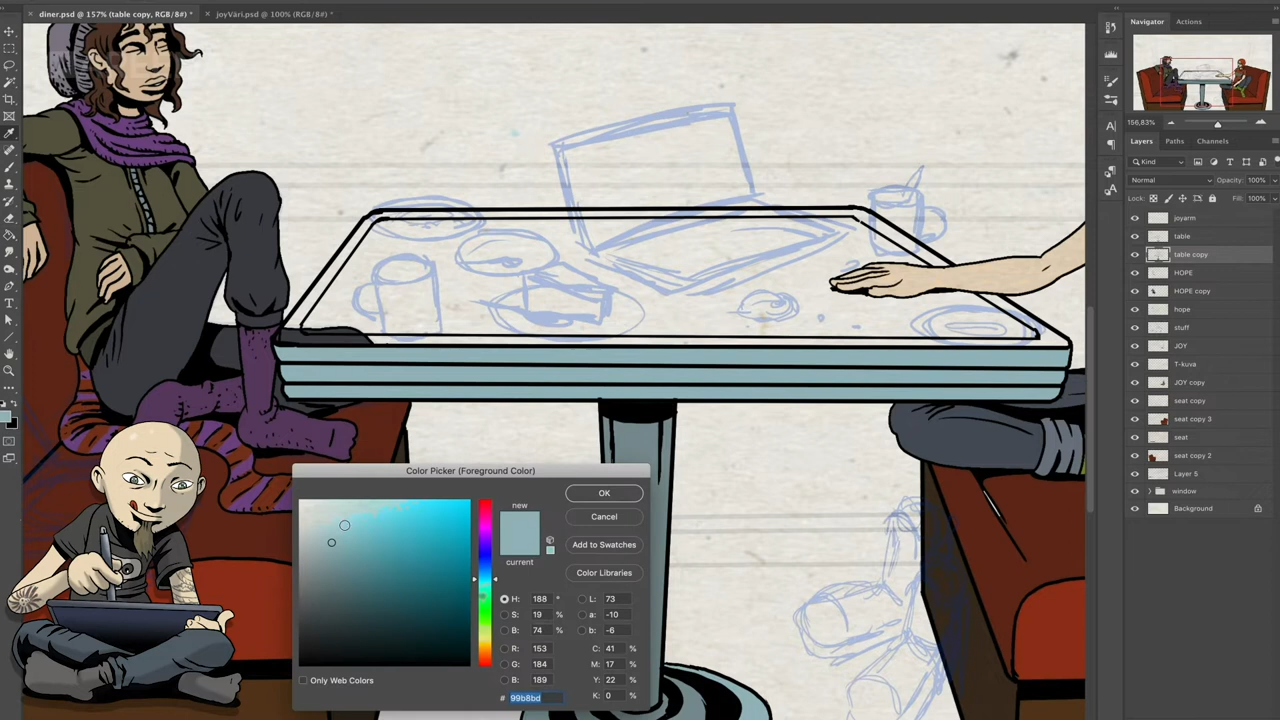 diner.psd @ 157% (table copy, RGB/8#) *
joyVäri.psd @ 100% (RGB/8#) *
Navigator
Actions
156,83%
Layers
Paths
Channels
Kind
Normal
Opacity: 100%
Lock:
Fill: 100%
joyarm
table
table copy
HOPE
HOPE copy
hope
stuff
JOY
T-kuva
JOY copy
seat copy
seat copy 3
seat
seat copy 2
Layer 5
window
Background
Color Picker (Foreground Color)
new
current
OK
Cancel
Add to Swatches
Color Libraries
H: 188 °
L: 73
S: 19 %
a: -10
B: 74 %
b: -6
R: 153
C: 41 %
G: 184
M: 17 %
B: 189
Y: 22 %
# 99b8bd
K: 0 %
Only Web Colors